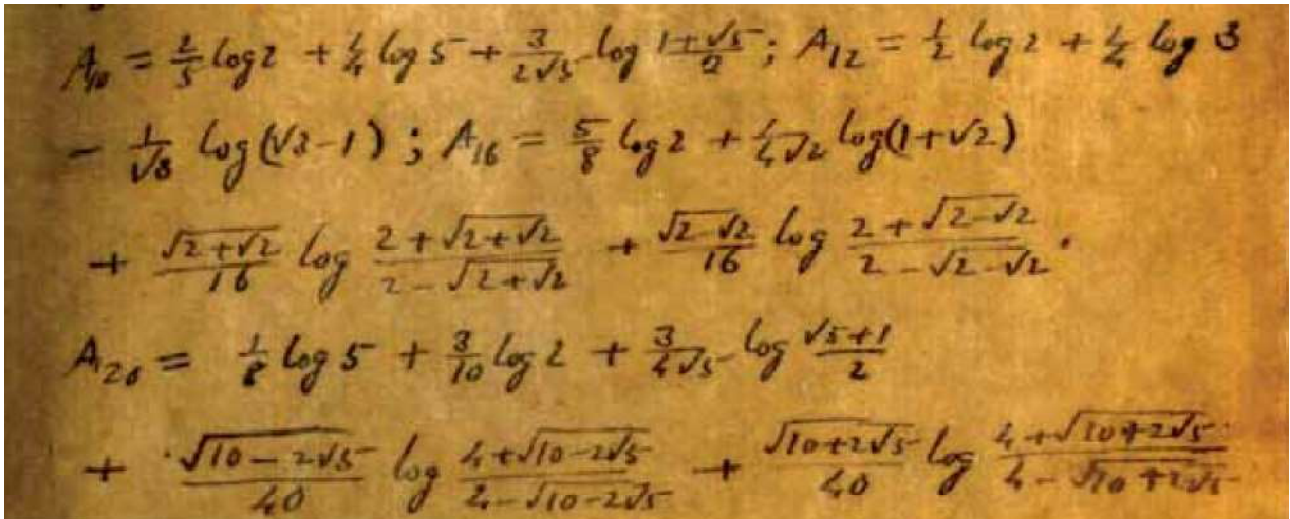 A₁₀ = 2/5 log 2 + 1/4 log 5 + 3/(2√5) log (1+√5)/2 ; A₁₂ = 1/2 log 2 + 1/4 log 3
− 1/√3 log(√3−1) ; A₁₆ = 5/8 log 2 + 1/(4√2) log(1+√2)
+ √(2+√2)/16 log (2+√(2+√2))/(2−√(2+√2)) + √(2−√2)/16 log (2+√(2−√2))/(2−√(2−√2)).
A₂₀ = 1/8 log 5 + 3/10 log 2 + 3/(4√5) log (√5+1)/2
+ √(10−2√5)/40 log (4+√(10−2√5))/(4−√(10−2√5)) + √(10+2√5)/40 log (4+√(10+2√5))/(4−√(10+2√5))